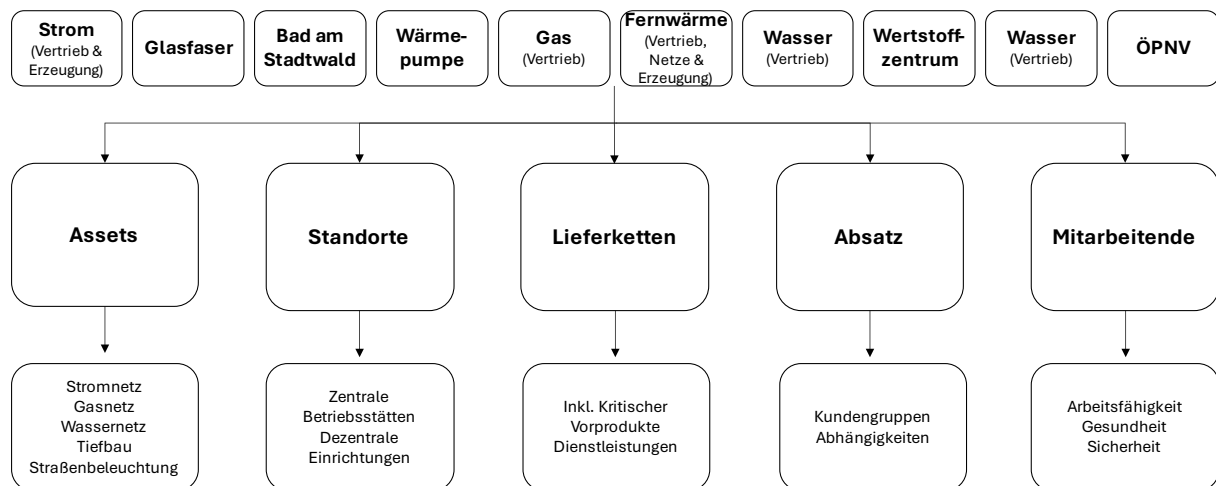 Strom
(Vertrieb &
Erzeugung)
Glasfaser
Bad am
Stadtwald
Wärme-
pumpe
Gas
(Vertrieb)
Fernwärme
(Vertrieb,
Netze &
Erzeugung)
Wasser
(Vertrieb)
Wertstoff-
zentrum
Wasser
(Vertrieb)
ÖPNV
Assets
Standorte
Lieferketten
Absatz
Mitarbeitende
Stromnetz
Gasnetz
Wassernetz
Tiefbau
Straßenbeleuchtung
Zentrale
Betriebsstätten
Dezentrale
Einrichtungen
Inkl. Kritischer
Vorprodukte
Dienstleistungen
Kundengruppen
Abhängigkeiten
Arbeitsfähigkeit
Gesundheit
Sicherheit